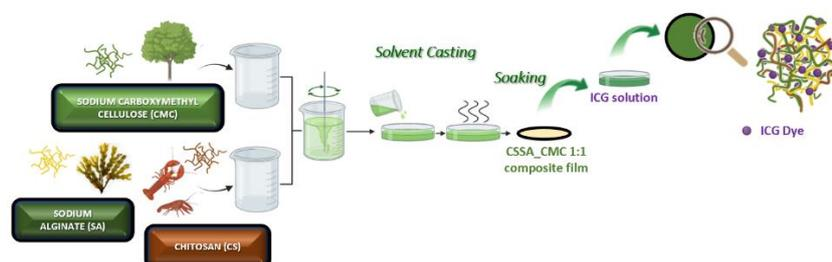 Solvent Casting
Soaking
SODIUM CARBOXYMETHYL
CELLULOSE (CMC)
ICG solution
ICG Dye
CSSA_CMC 1:1
composite film
SODIUM
ALGINATE (SA)
CHITOSAN (CS)